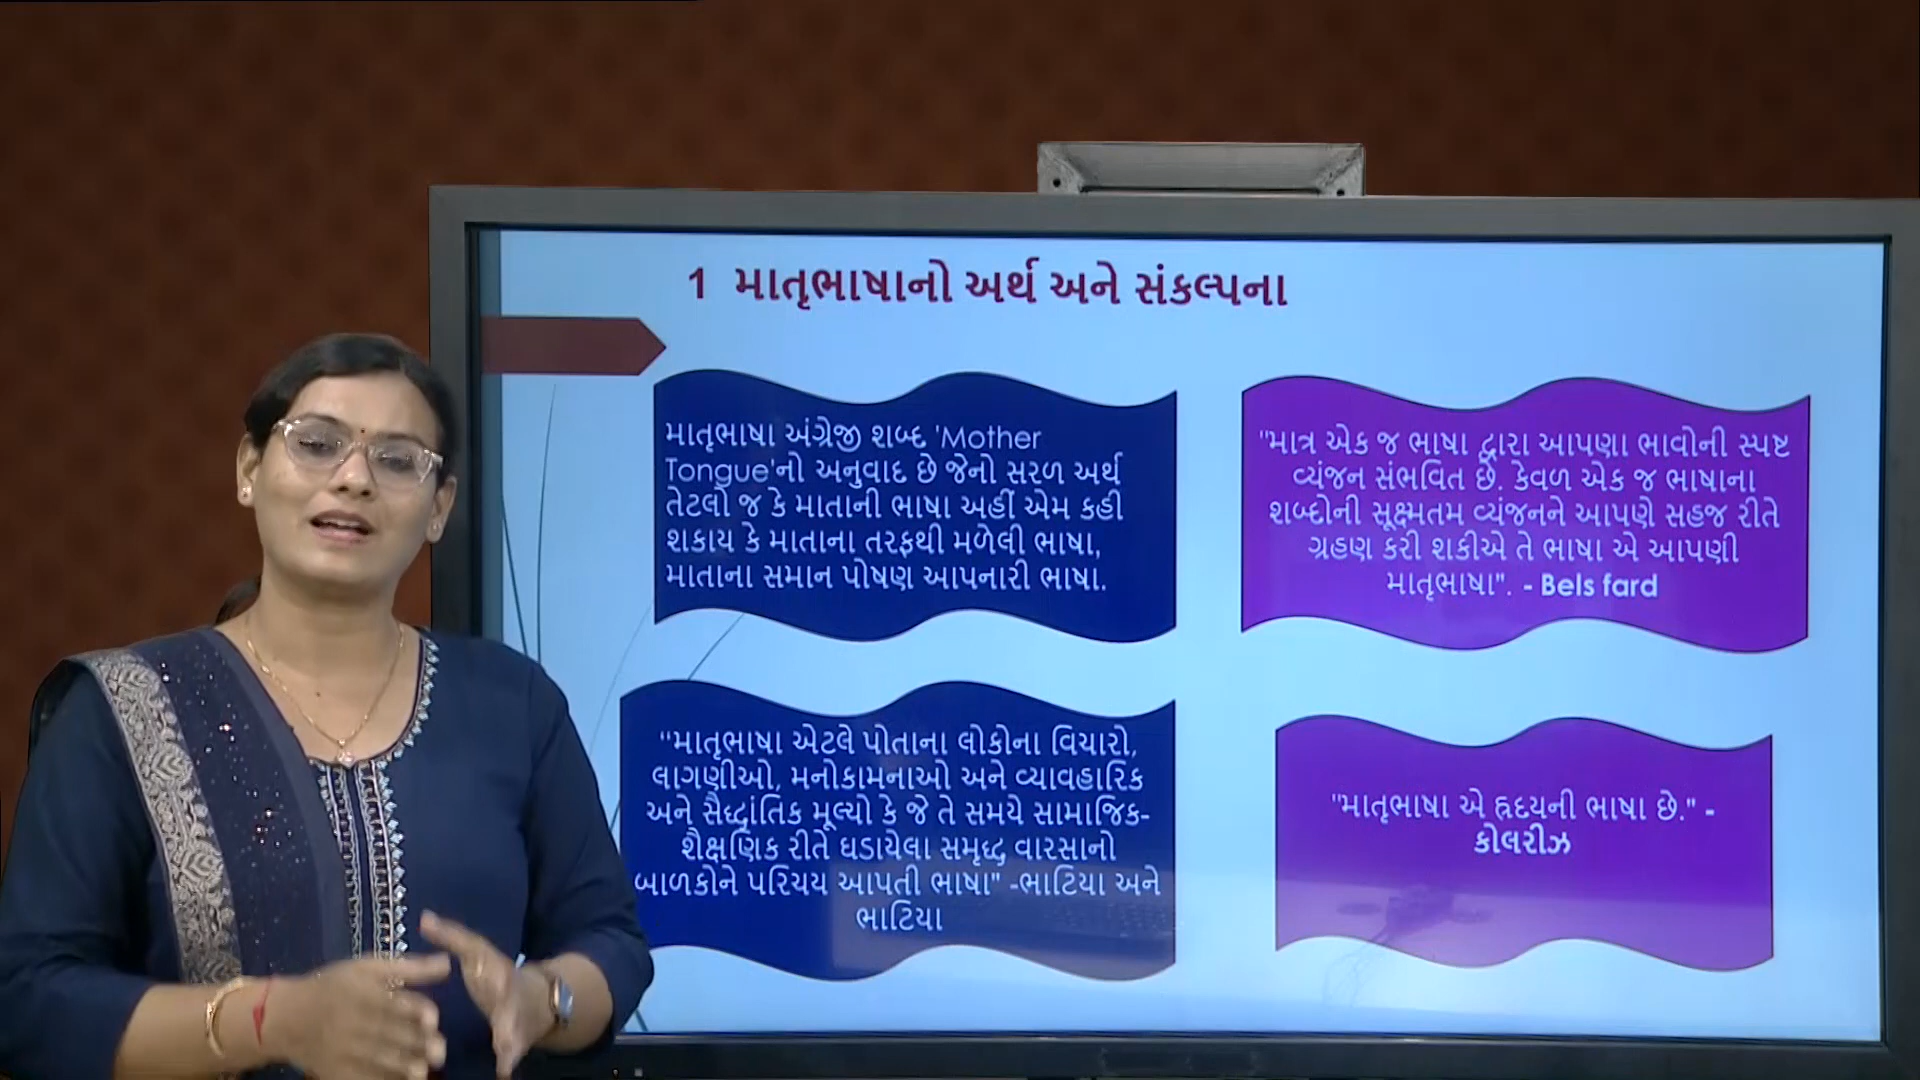 1 માતૃભાષાનો અર્થ અને સંકલ્પના
માતૃભાષા અંગ્રેજી શબ્દ 'Mother
Tongue'નો અનુવાદ છે જેનો સરળ અર્થ
તેટલો જ કે માતાની ભાષા અહીં એમ કહી
શકાય કે માતાના તરફથી મળેલી ભાષા,
માતાના સમાન પોષણ આપનારી ભાષા.
"માત્ર એક જ ભાષા દ્વારા આપણા ભાવોની સ્પષ્ટ
વ્યંજન સંભવિત છે. કેવળ એક જ ભાષાના
શબ્દોની સૂક્ષ્મતમ વ્યંજનને આપણે સહજ રીતે
ગ્રહણ કરી શકીએ તે ભાષા એ આપણી
માતૃભાષા". - Bels fard
"માતૃભાષા એટલે પોતાના લોકોના વિચારો,
લાગણીઓ, મનોકામનાઓ અને વ્યાવહારિક
અને સૈદ્ધાંતિક મૂલ્યો કે જે તે સમયે સામાજિક-
શૈક્ષણિક રીતે ઘડાયેલા સમૃદ્ધ વારસાનો
બાળકોને પરિચય આપતી ભાષા" -ભાટિયા અને
ભાટિયા
"માતૃભાષા એ હ્રદયની ભાષા છે." -
કોલરીઝ